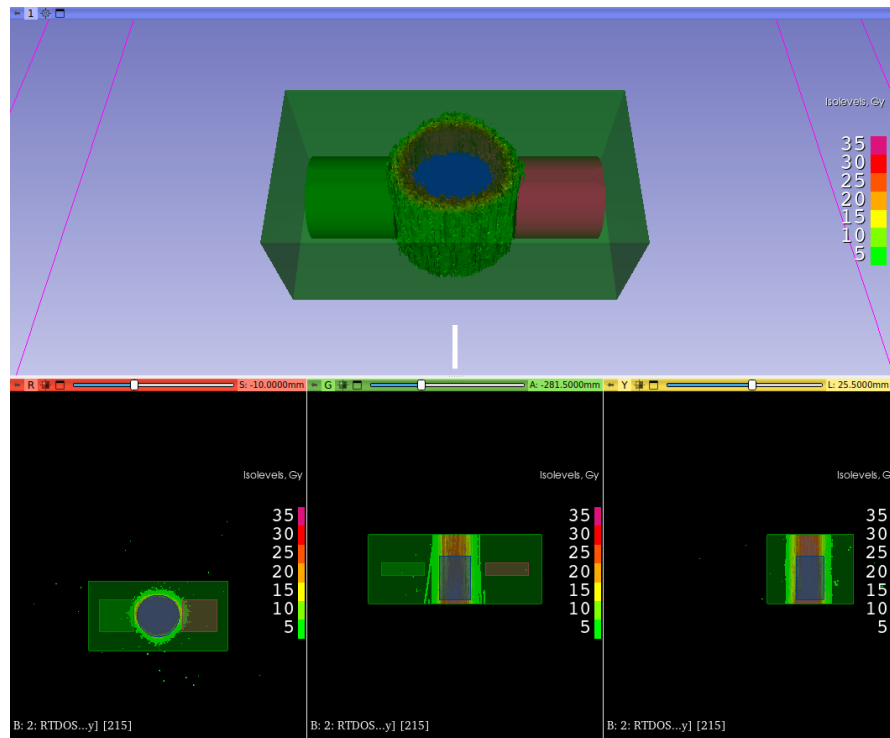 1
Isolevels, Gy
35
30
25
20
15
10
5
R
S: -10.0000mm
G
A: -281.5000mm
Y
L: 25.5000mm
Isolevels, Gy
35
30
25
20
15
10
5
B: 2: RTDOS...y] [215]
Isolevels, Gy
35
30
25
20
15
10
5
B: 2: RTDOS...y] [215]
Isolevels, G
35
30
25
20
15
10
5
B: 2: RTDOS...y] [215]